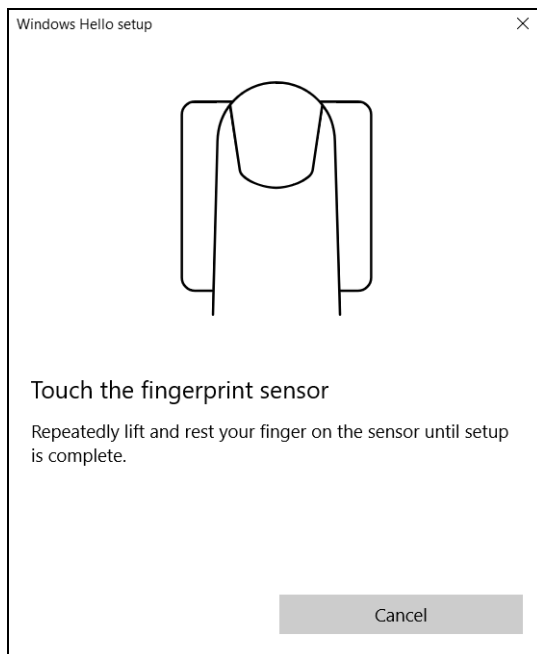 Windows Hello setup
Touch the fingerprint sensor
Repeatedly lift and rest your finger on the sensor until setup
is complete.
Cancel